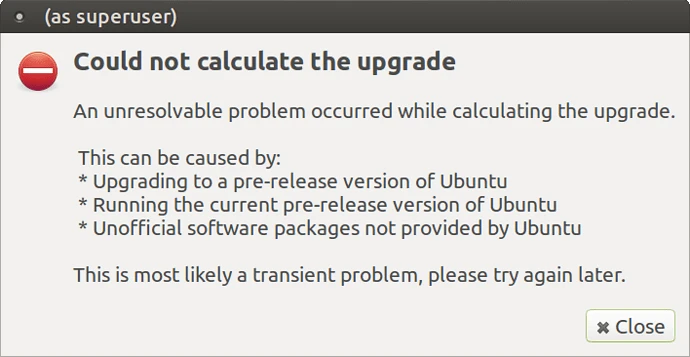 (as superuser)
Could not calculate the upgrade
An unresolvable problem occurred while calculating the upgrade.
This can be caused by:
* Upgrading to a pre-release version of Ubuntu
* Running the current pre-release version of Ubuntu
* Unofficial software packages not provided by Ubuntu
This is most likely a transient problem, please try again later.
Close